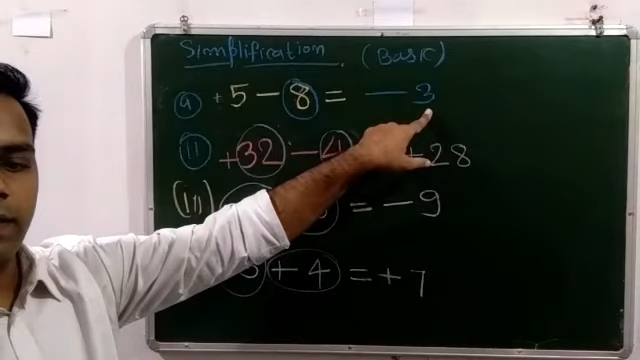 Simplification . (Basic)
(a) +5 - 8 = - 3
(ii) +32 - 4 + 28
(iii) = - 9
+ 4 = + 7